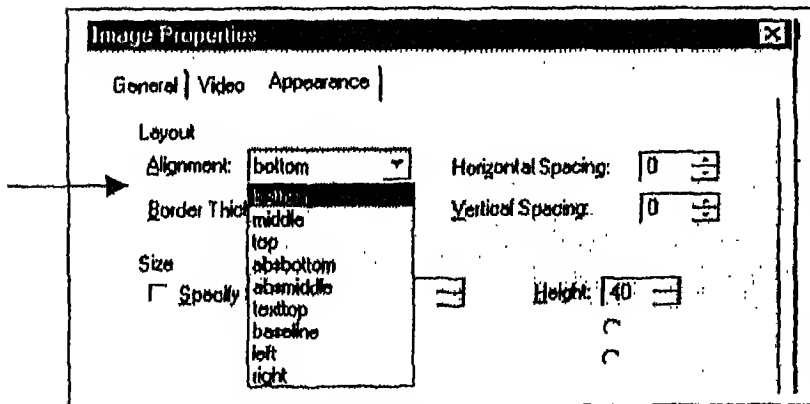 Image Properties
General Video Appearance
Layout
Alignment: bottom Horizontal Spacing: 0
bottom
Border Thic Vertical Spacing: 0
middle
top
Size
absbottom
Specify absmiddle Height: 40
texttop
baseline
left
right